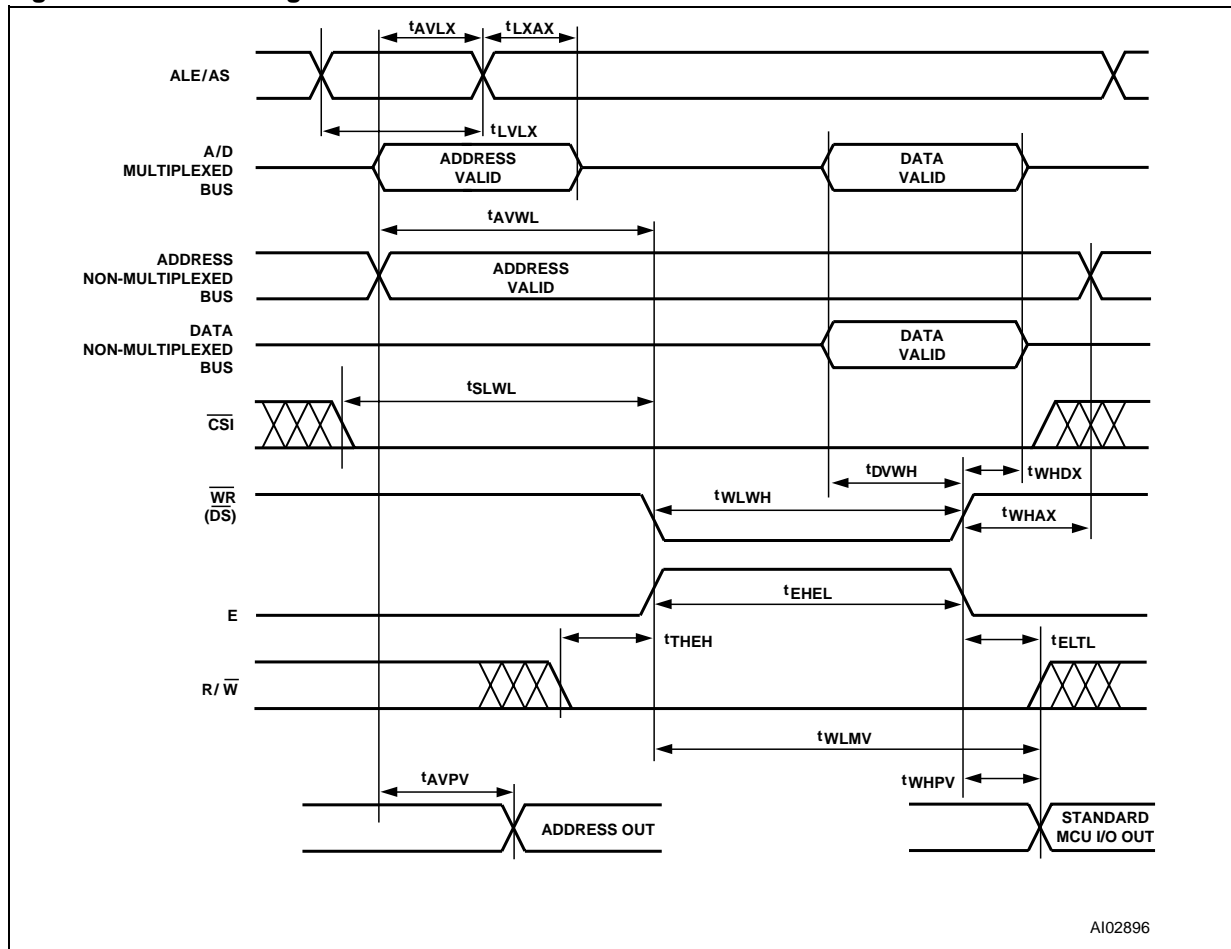 tAVLX tLXAX
ALE/AS
tLVLX
A/D
MULTIPLEXED
BUS
ADDRESS
VALID
DATA
VALID
tAVWL
ADDRESS
NON-MULTIPLEXED
BUS
ADDRESS
VALID
DATA
NON-MULTIPLEXED
BUS
DATA
VALID
tSLWL
CSI
tDVWH tWHDX
WR
(DS)
tWLWH
tWHAX
tEHEL
E
tTHEH tELTL
R/ W
tWLMV
tAVPV tWHPV
ADDRESS OUT
STANDARD
MCU I/O OUT
AI02896